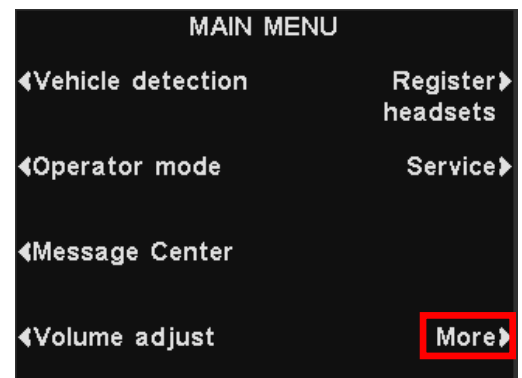 MAIN MENU
Vehicle detection
Register
headsets
Operator mode
Service
Message Center
Volume adjust
More